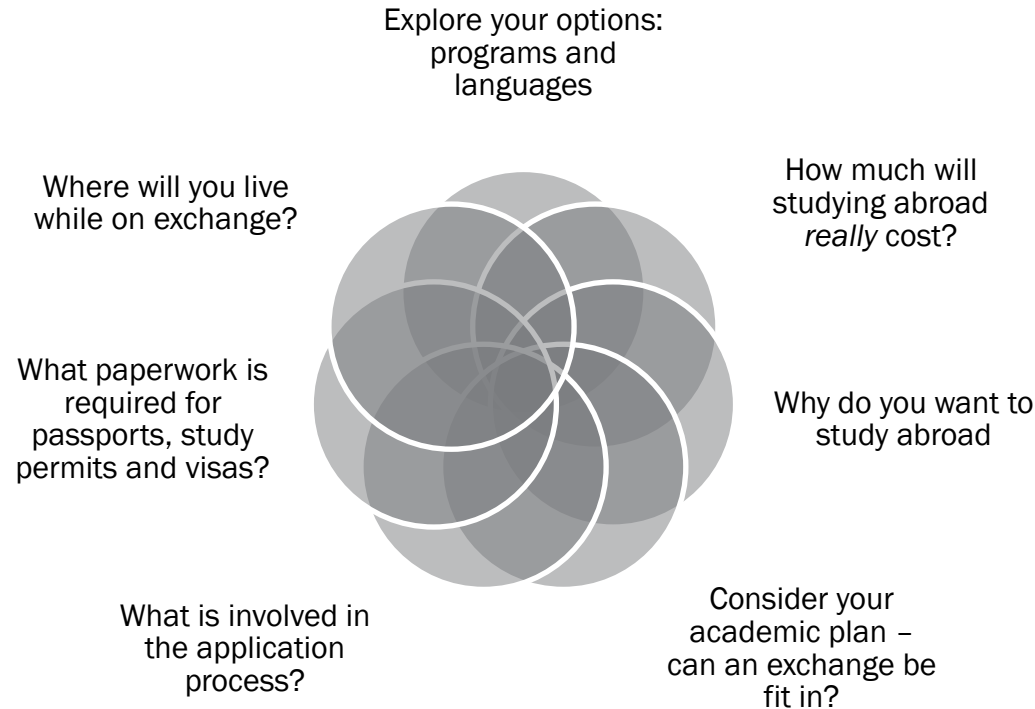 Explore your options:
programs and
languages
How much will
studying abroad
really cost?
Why do you want to
study abroad
Consider your
academic plan –
can an exchange be
fit in?
What is involved in
the application
process?
What paperwork is
required for
passports, study
permits and visas?
Where will you live
while on exchange?